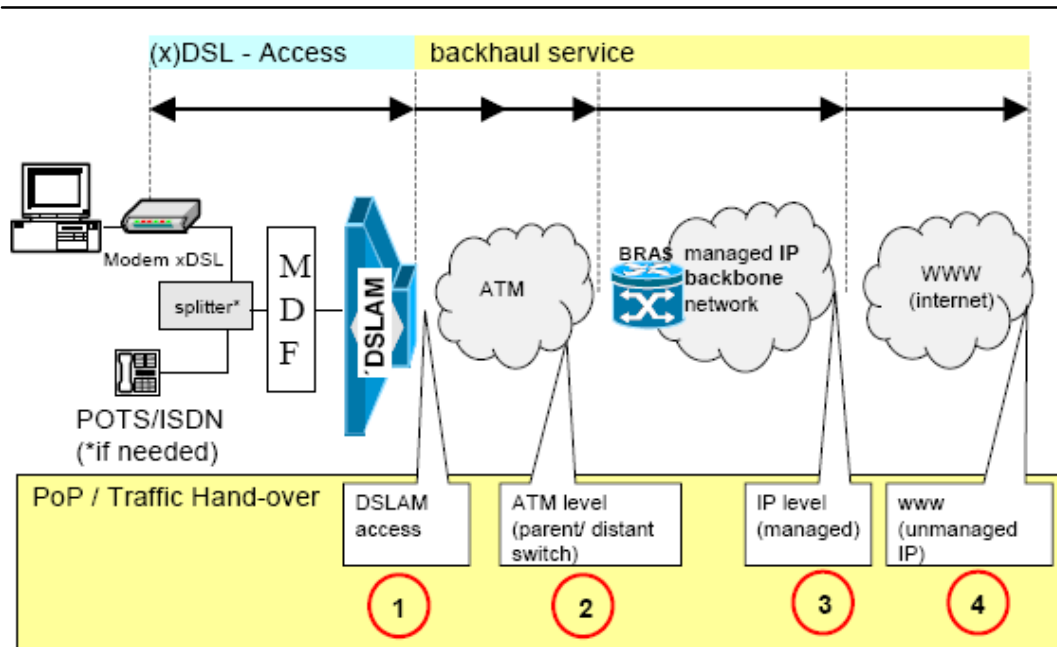 (x)DSL - Access
backhaul service
Modem xDSL
splitter*
POTS/ISDN
(*if needed)
M
D
F
'DSLAM
ATM
BRAS
managed IP
backbone
network
WWW
(internet)
PoP / Traffic Hand-over
DSLAM
access
ATM level
(parent/ distant
switch)
IP level
(managed)
www
(unmanaged
IP)
1
2
3
4